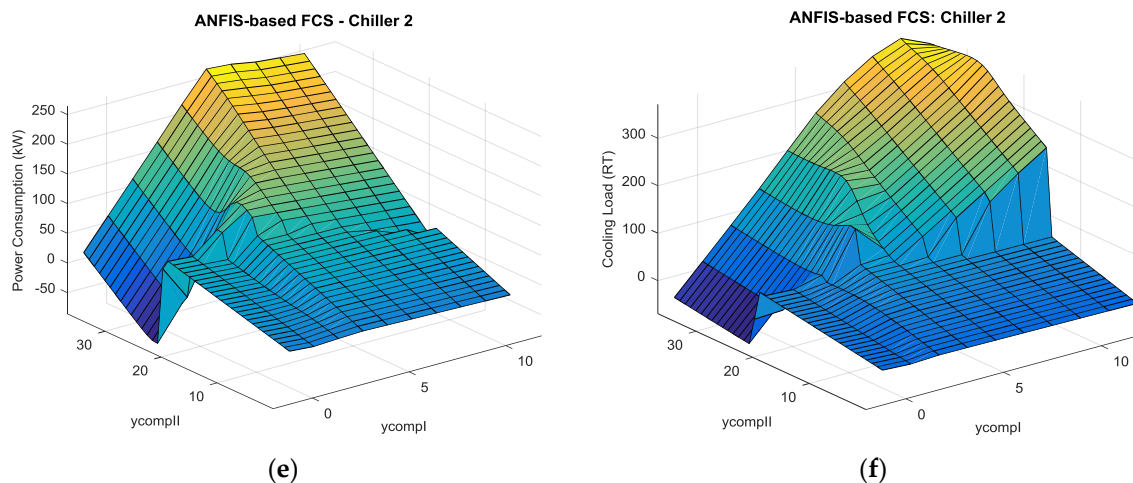 ANFIS-based FCS - Chiller 2
250
200
150
100
50
0
-50
Power Consumption (kW)
30
20
10
ycompII
0
5
10
ycompI
(e)
ANFIS-based FCS: Chiller 2
300
200
100
0
Cooling Load (RT)
30
20
10
ycompII
0
5
10
ycompI
(f)